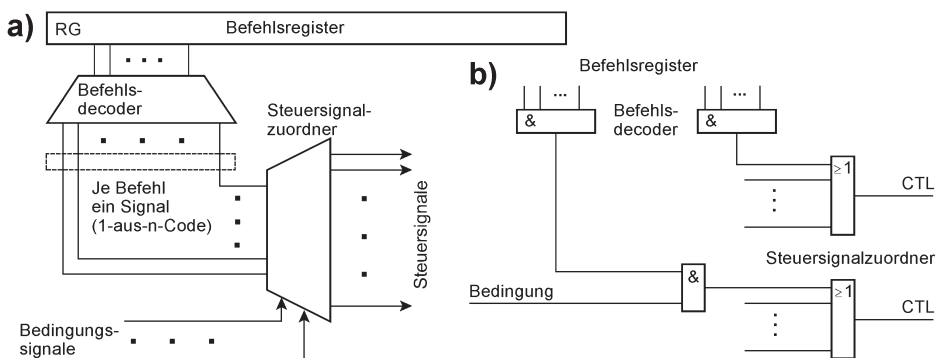 a)
RG
Befehlsregister
Befehls-
decoder
Steuersignal-
zuordner
Je Befehl
ein Signal
(1-aus-n-Code)
Steuersignale
Bedingungs-
signale
b)
Befehlsregister
...
...
&
Befehls-
decoder
&
≥1
CTL
Steuersignalzuordner
&
Bedingung
≥1
CTL